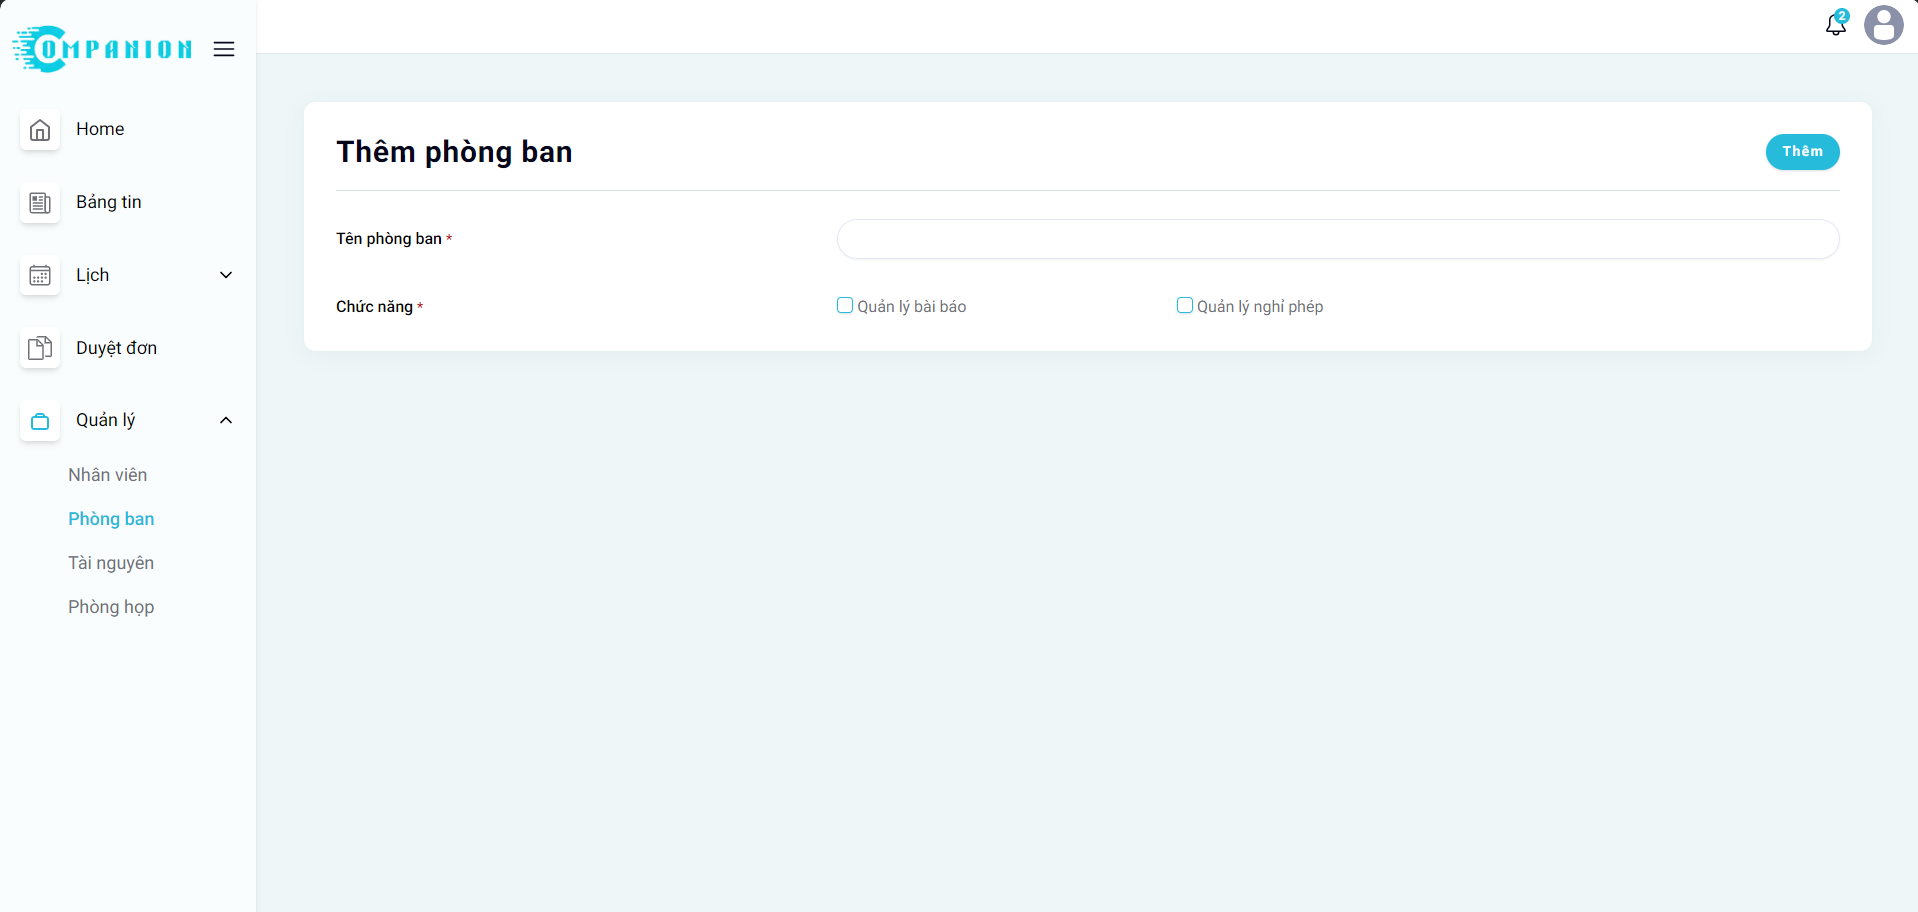 COMPANION
2
Home
Bảng tin
Lịch
Duyệt đơn
Quản lý
Nhân viên
Phòng ban
Tài nguyên
Phòng họp
Thêm phòng ban
Thêm
Tên phòng ban *
Chức năng *
Quản lý bài báo
Quản lý nghỉ phép